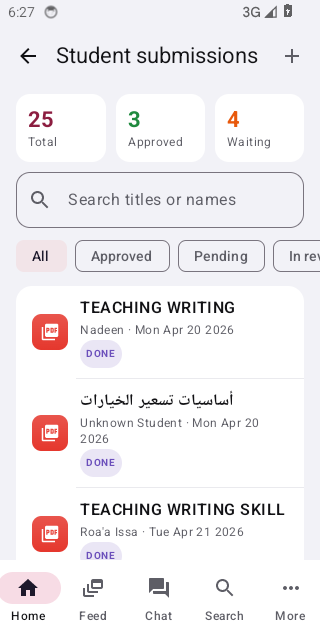 6:27
3G
Student submissions
25
Total
3
Approved
4
Waiting
Search titles or names
All
Approved
Pending
In rev
TEACHING WRITING
Nadeen · Mon Apr 20 2026
DONE
أساسيات تسعير الخيارات
Unknown Student · Mon Apr 20
2026
DONE
TEACHING WRITING SKILL
Roa'a Issa · Tue Apr 21 2026
DONE
Home
Feed
Chat
Search
More